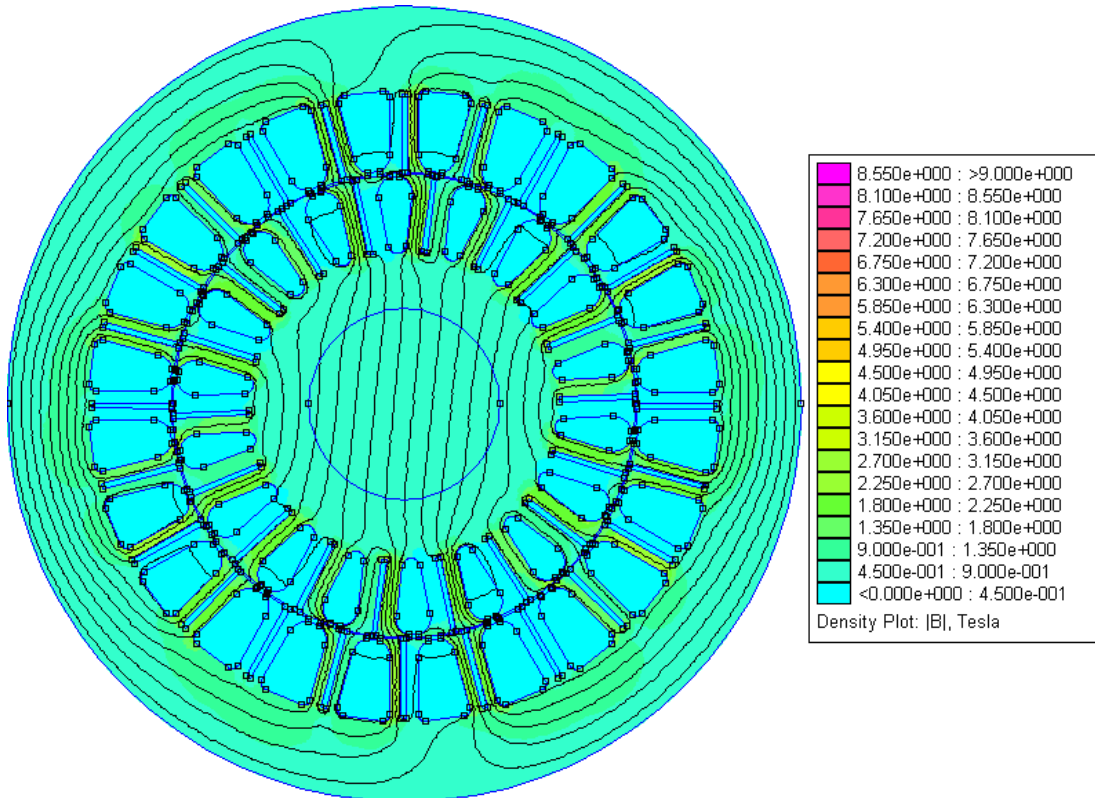 8.550e+000 : >9.000e+000
8.100e+000 : 8.550e+000
7.650e+000 : 8.100e+000
7.200e+000 : 7.650e+000
6.750e+000 : 7.200e+000
6.300e+000 : 6.750e+000
5.850e+000 : 6.300e+000
5.400e+000 : 5.850e+000
4.950e+000 : 5.400e+000
4.500e+000 : 4.950e+000
4.050e+000 : 4.500e+000
3.600e+000 : 4.050e+000
3.150e+000 : 3.600e+000
2.700e+000 : 3.150e+000
2.250e+000 : 2.700e+000
1.800e+000 : 2.250e+000
1.350e+000 : 1.800e+000
9.000e-001 : 1.350e+000
4.500e-001 : 9.000e-001
<0.000e+000 : 4.500e-001
Density Plot: |B|, Tesla